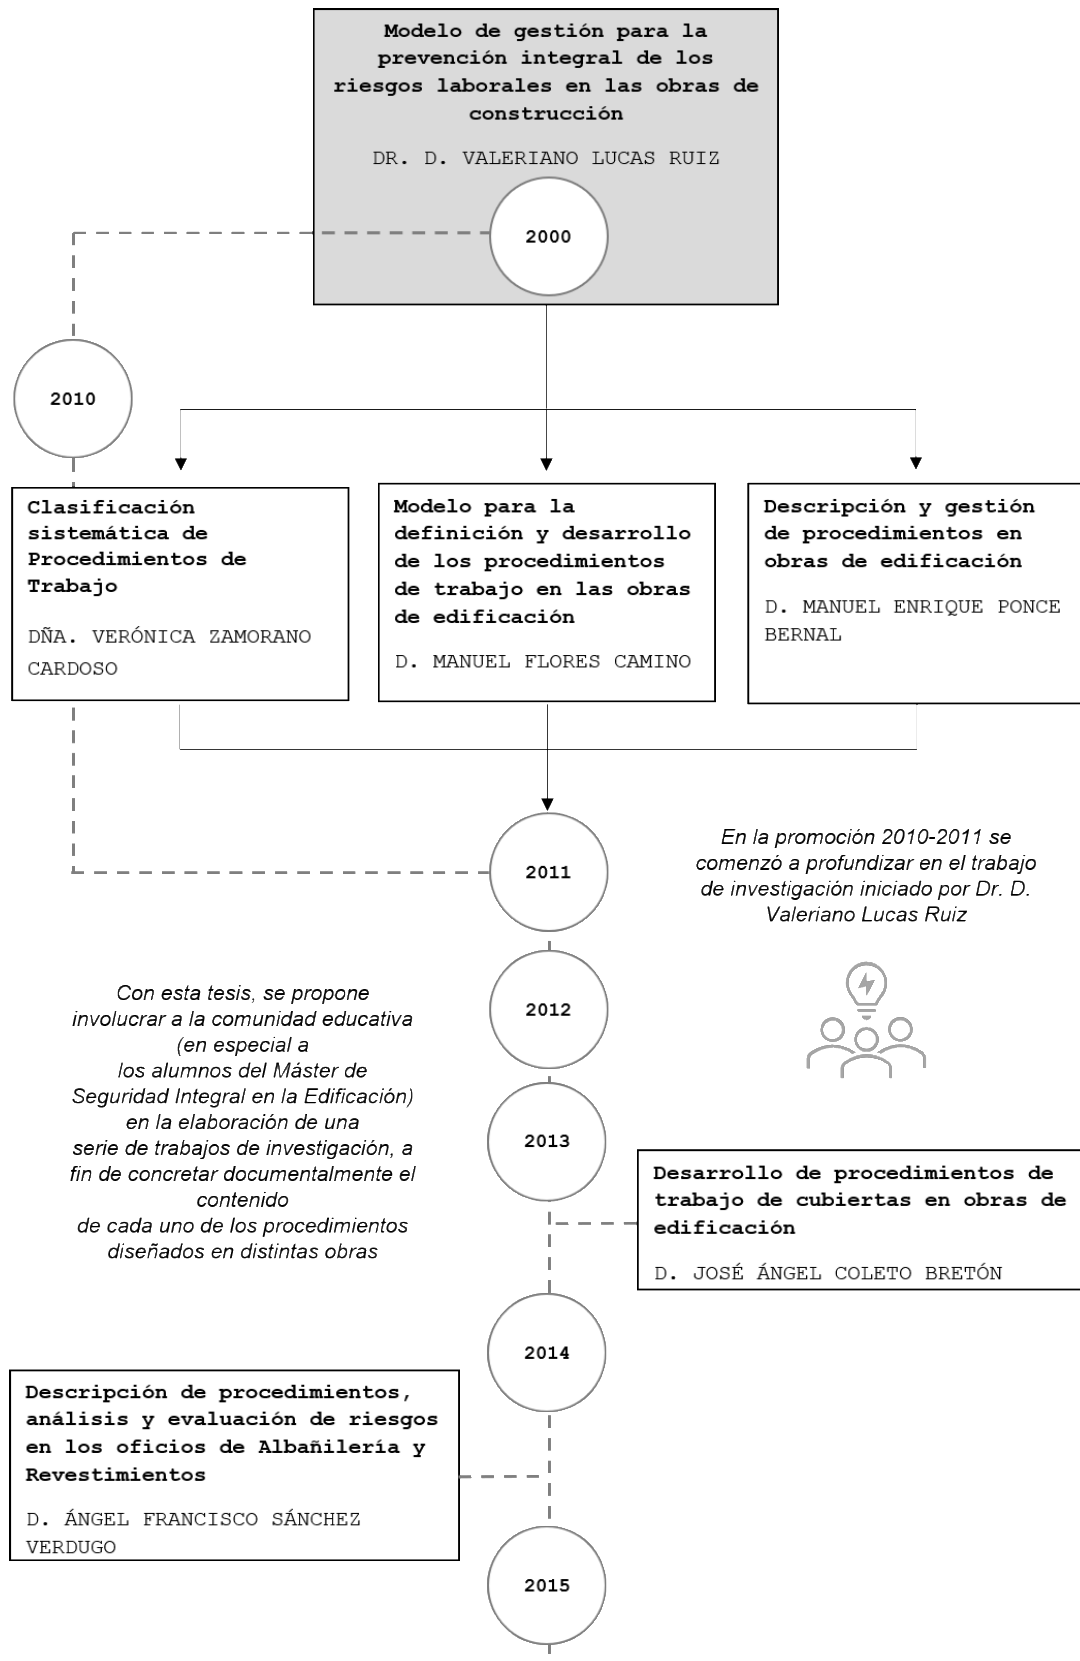 Modelo de gestión para la
prevención integral de los
riesgos laborales en las obras de
construcción
DR. D. VALERIANO LUCAS RUIZ
2000
2010
Clasificación
sistemática de
Procedimientos de
Trabajo
DÑA. VERÓNICA ZAMORANO
CARDOSO
Modelo para la
definición y desarrollo
de los procedimientos
de trabajo en las obras
de edificación
D. MANUEL FLORES CAMINO
Descripción y gestión
de procedimientos en
obras de edificación
D. MANUEL ENRIQUE PONCE
BERNAL
2011
En la promoción 2010-2011 se
comenzó a profundizar en el trabajo
de investigación iniciado por Dr. D.
Valeriano Lucas Ruiz
2012
Con esta tesis, se propone
involucrar a la comunidad educativa
(en especial a
los alumnos del Máster de
Seguridad Integral en la Edificación)
en la elaboración de una
serie de trabajos de investigación, a
fin de concretar documentalmente el
contenido
de cada uno de los procedimientos
diseñados en distintas obras
2013
Desarrollo de procedimientos de
trabajo de cubiertas en obras de
edificación
D. JOSÉ ÁNGEL COLETO BRETÓN
2014
Descripción de procedimientos,
análisis y evaluación de riesgos
en los oficios de Albañilería y
Revestimientos
D. ÁNGEL FRANCISCO SÁNCHEZ
VERDUGO
2015